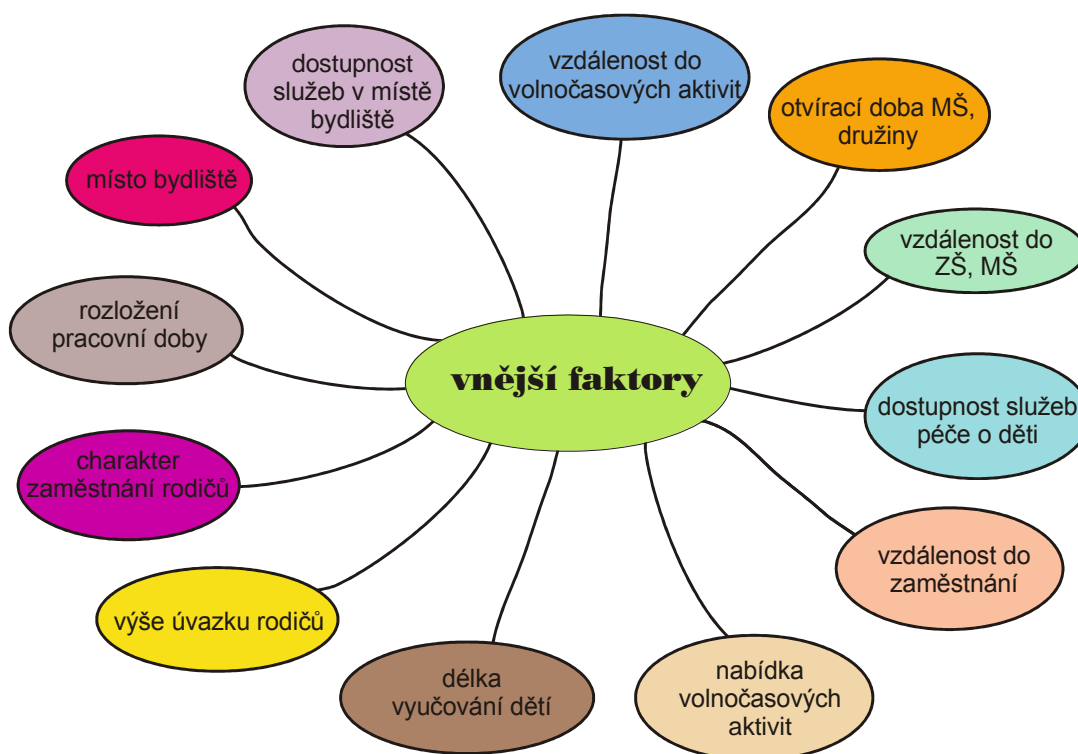 dostupnost
služeb v místě
bydliště
vzdálenost do
volnočasových aktivit
otvírací doba MŠ,
družiny
místo bydliště
vzdálenost do
ZŠ, MŠ
rozložení
pracovní doby
vnější faktory
dostupnost služeb
péče o děti
charakter
zaměstnání rodičů
vzdálenost do
zaměstnání
výše úvazku rodičů
délka
vyučování dětí
nabídka
volnočasových
aktivit